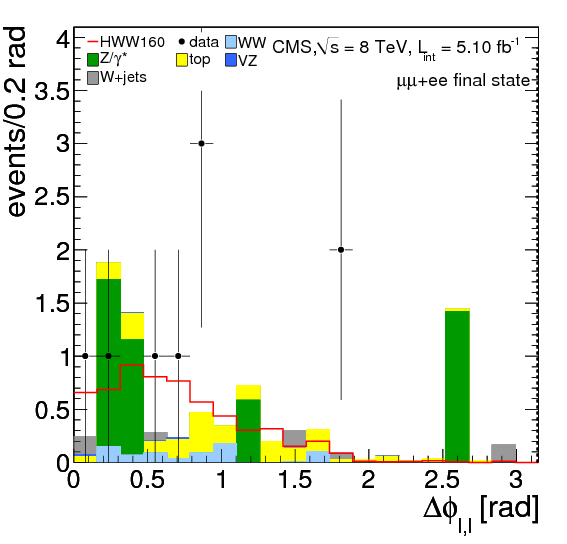 HWW160 data WW CMS,√s = 8 TeV, L_int = 5.10 fb⁻¹
Z/γ* top VZ
W+jets μμ+ee final state
events/0.2 rad
4
3.5
3
2.5
2
1.5
1
0.5
0
0 0.5 1 1.5 2 2.5 3
Δϕ_l,l [rad]